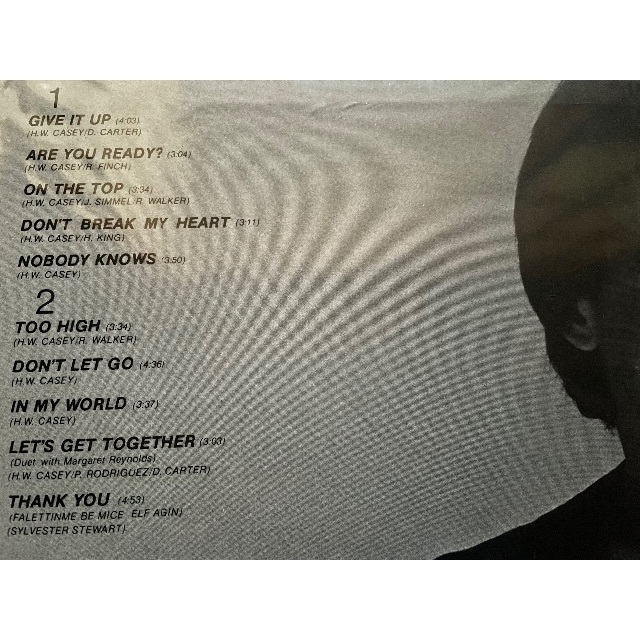 1
GIVE IT UP (4:03)
(H.W. CASEY/D. CARTER)
ARE YOU READY? (3:04)
(H.W. CASEY/R. FINCH)
ON THE TOP (3:34)
(H.W. CASEY/J. SIMMEL/R. WALKER)
DON'T BREAK MY HEART (3:11)
(H.W. CASEY/H. KING)
NOBODY KNOWS (3:50)
(H.W. CASEY)
2
TOO HIGH (3:34)
(H.W. CASEY/R. WALKER)
DON'T LET GO (4:36)
(H.W. CASEY)
IN MY WORLD (3:37)
(H.W. CASEY)
LET'S GET TOGETHER (3:03)
(Duet with Margaret Reynolds)
(H.W. CASEY/P. RODRIGUEZ/D. CARTER)
THANK YOU (4:53)
(FALETTINME BE MICE ELF AGIN)
(SYLVESTER STEWART)